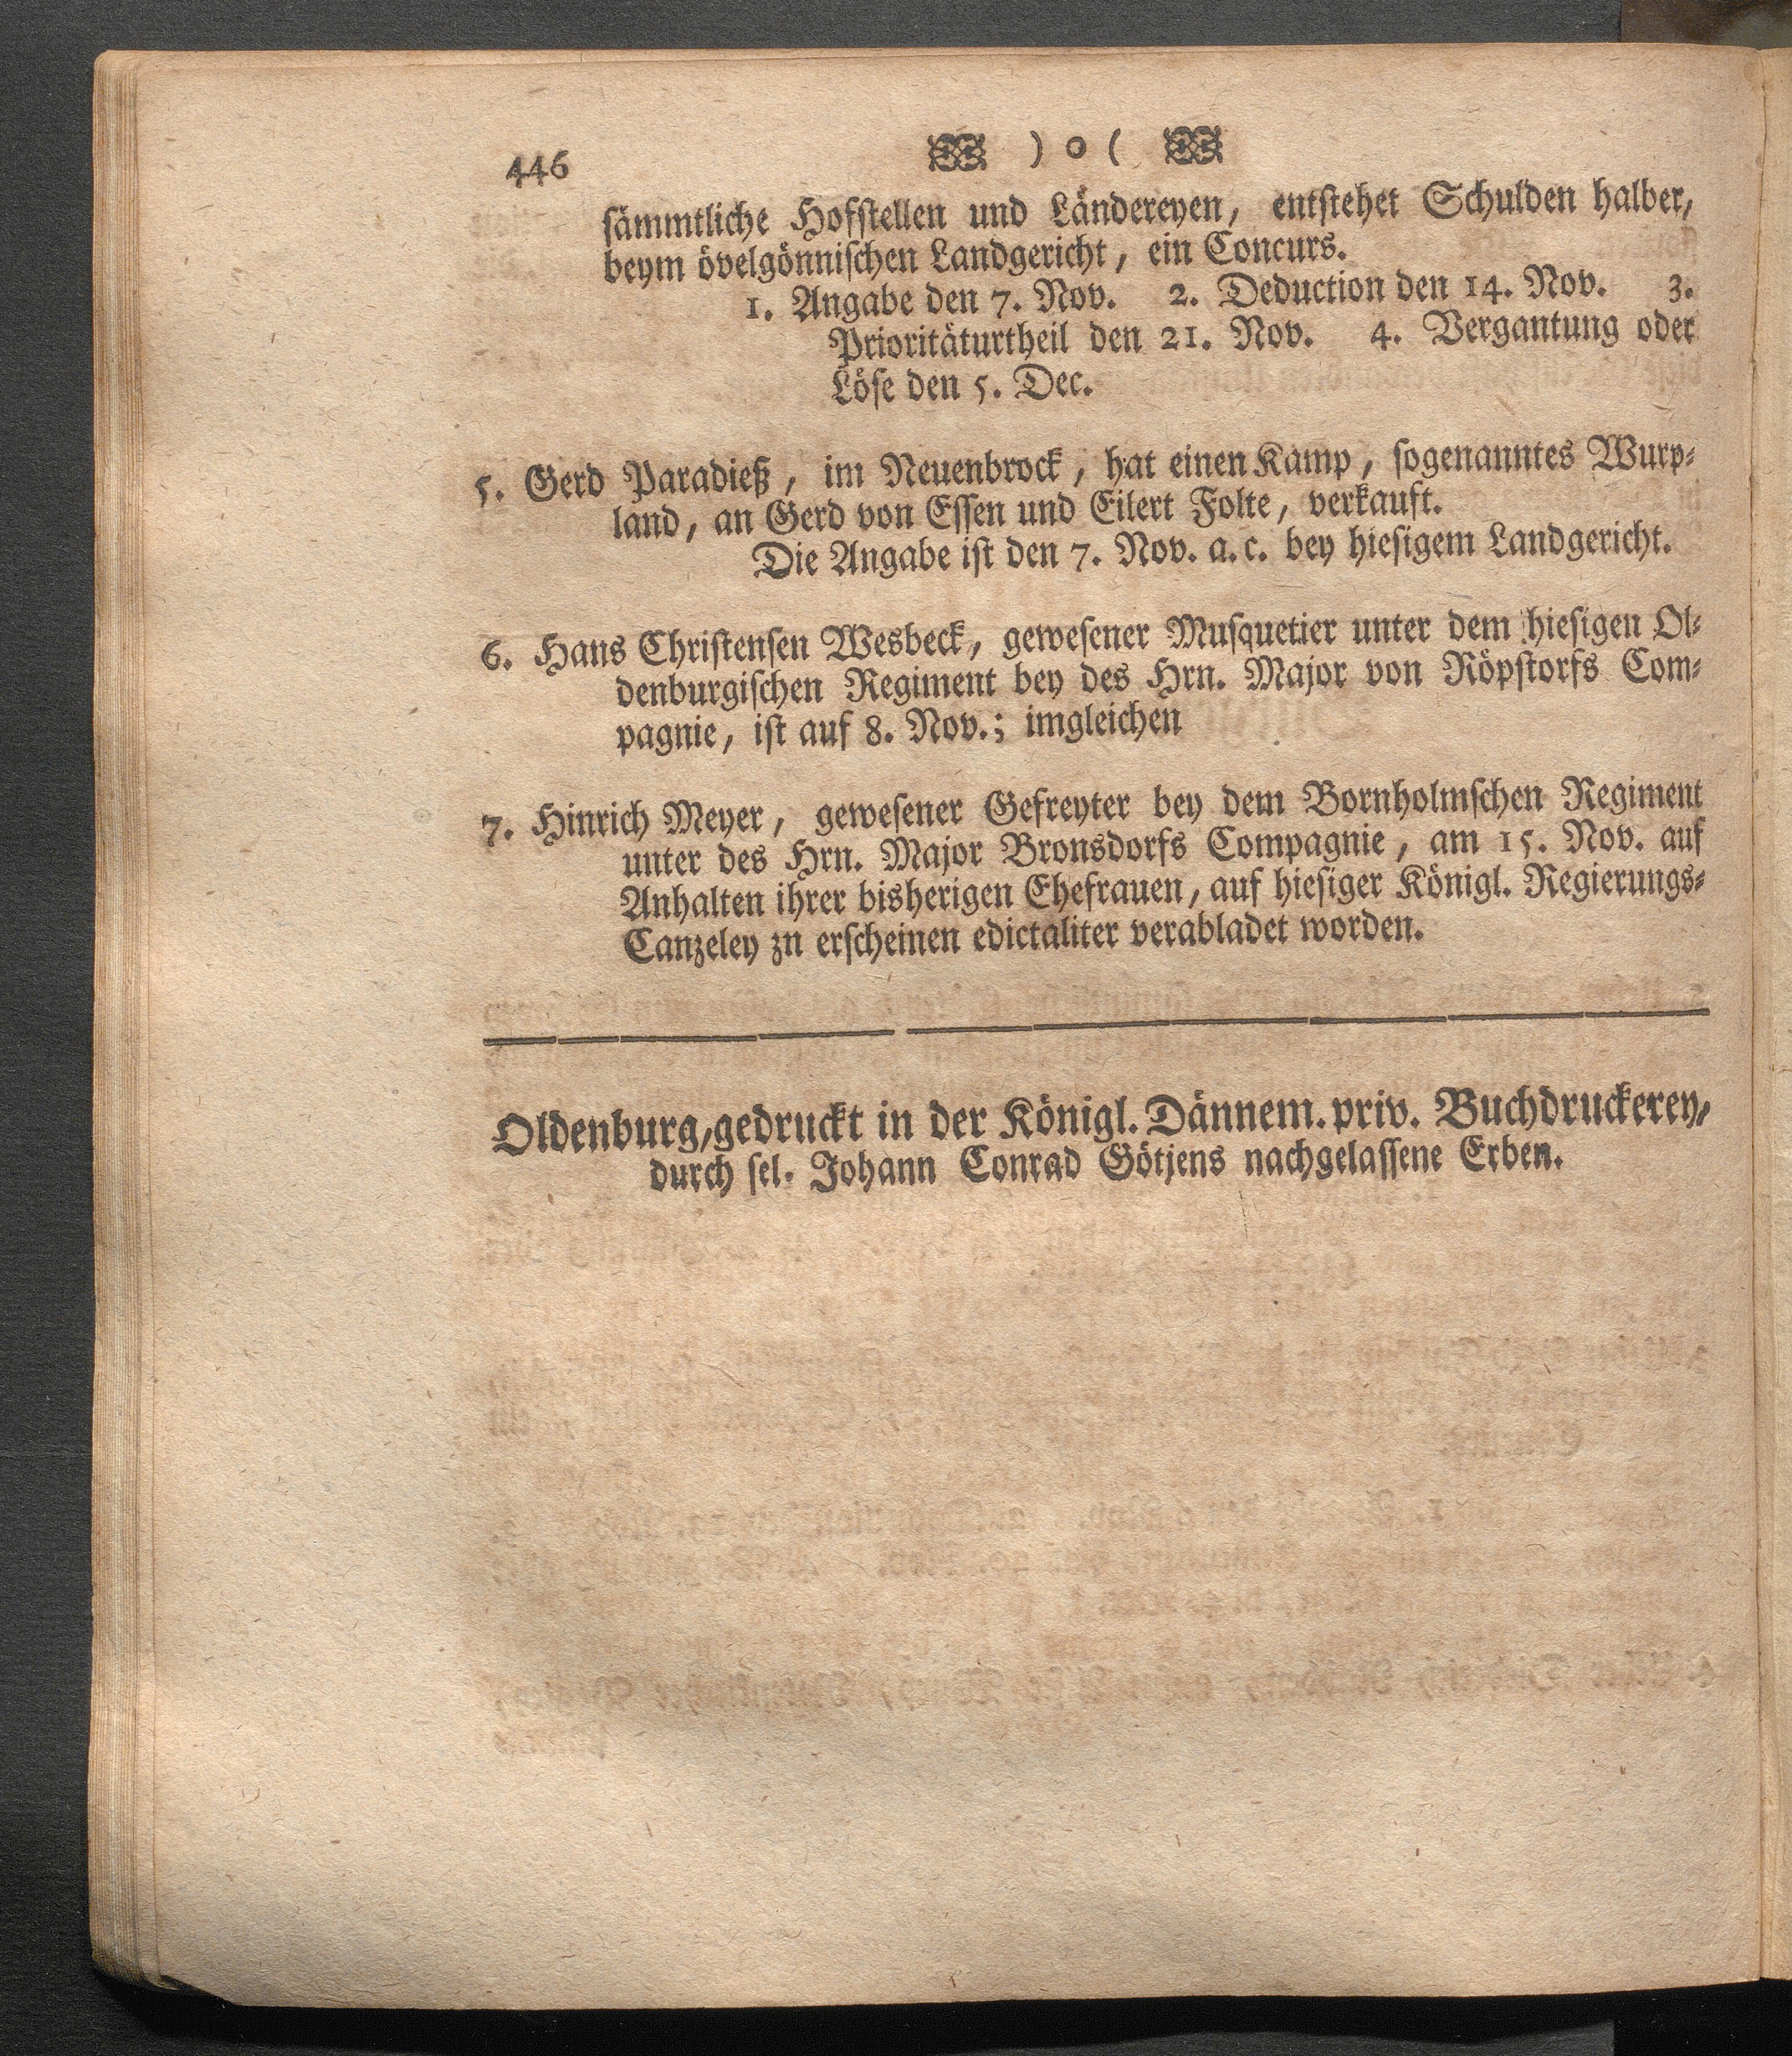 446 ) o (
sämmtliche Hofstellen und Ländereyen, entstehet Schulden halber,
beym övelgönnischen Landgericht, ein Concurs.
1. Angabe den 7. Nov. 2. Deduction den 14. Nov. 3.
Prioritäturtheil den 21. Nov. 4. Vergantung oder
Löse den 5. Dec.
5. Gerd Paradieß, im Neuenbrock, hat einen Kamp, sogenanntes Wurp-
land, an Gerd von Essen und Eilert Folte, verkauft.
Die Angabe ist den 7. Nov. a. c. bey hiesigem Landgericht.
6. Hans Christensen Wesbeck, gewesener Musquetier unter dem hiesigen Ol-
denburgischen Regiment bey des Hrn. Major von Röpstorfs Com-
pagnie, ist auf 8. Nov.; imgleichen
7. Hinrich Meyer, gewesener Gefreyter bey dem Bornholmschen Regiment
unter des Hrn. Major Bronsdorfs Compagnie, am 15. Nov. auf
Anhalten ihrer bisherigen Ehefrauen, auf hiesiger Königl. Regierungs-
Canzeley zn erscheinen edictaliter verabladet worden.
Oldenburg, gedruckt in der Königl. Dännem. priv. Buchdruckerey,
durch sel. Johann Conrad Götjens nachgelassene Erben.